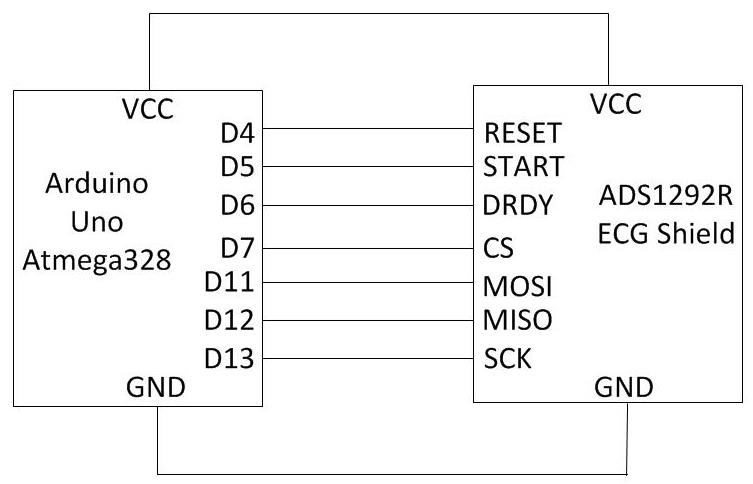 VCC
D4
D5
Arduino
Uno
Atmega328
D6
D7
D11
D12
D13
GND
VCC
RESET
START
DRDY
ADS1292R
ECG Shield
CS
MOSI
MISO
SCK
GND